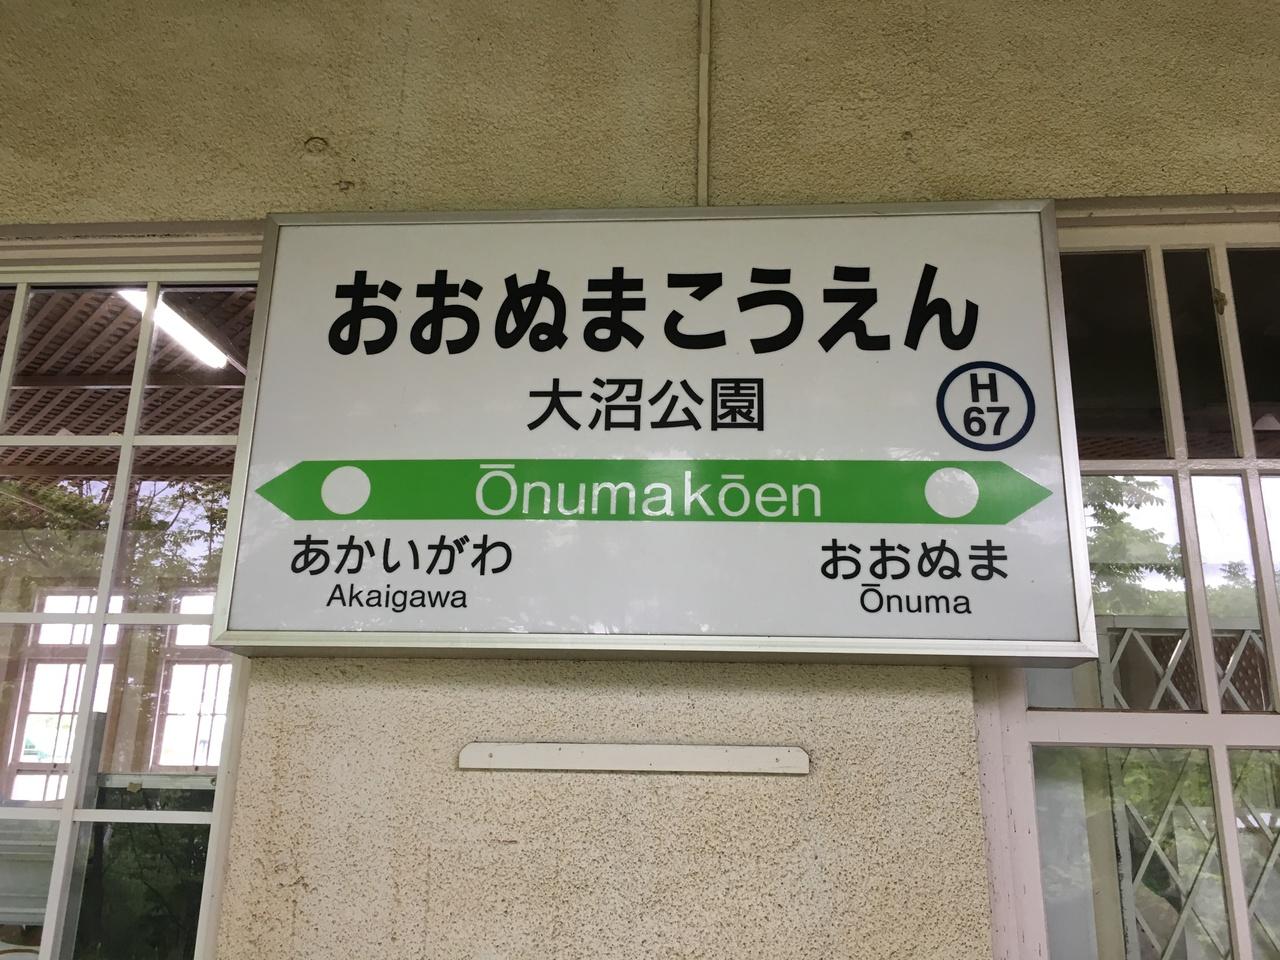 おおぬまこうえん
大沼公園
H
67
Ōnumakōen
あかいがわ
Akaigawa
おおぬま
Ōnuma